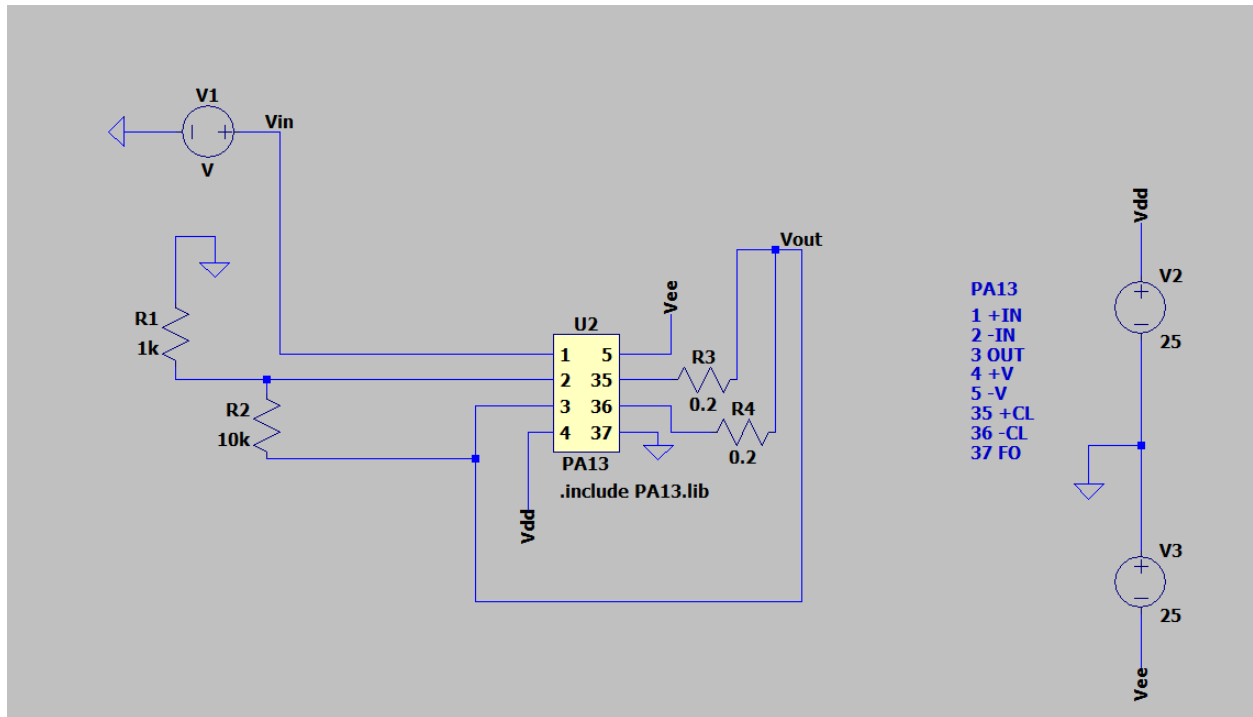 V1
Vin
V
Vout
Vdd
V2
25
PA13
1 +IN
2 -IN
3 OUT
4 +V
5 -V
35 +CL
36 -CL
37 FO
Vee
U2
R1
1k
1 5
2 35
3 36
4 37
R3
0.2
R4
0.2
R2
10k
PA13
.include PA13.lib
Vdd
V3
25
Vee